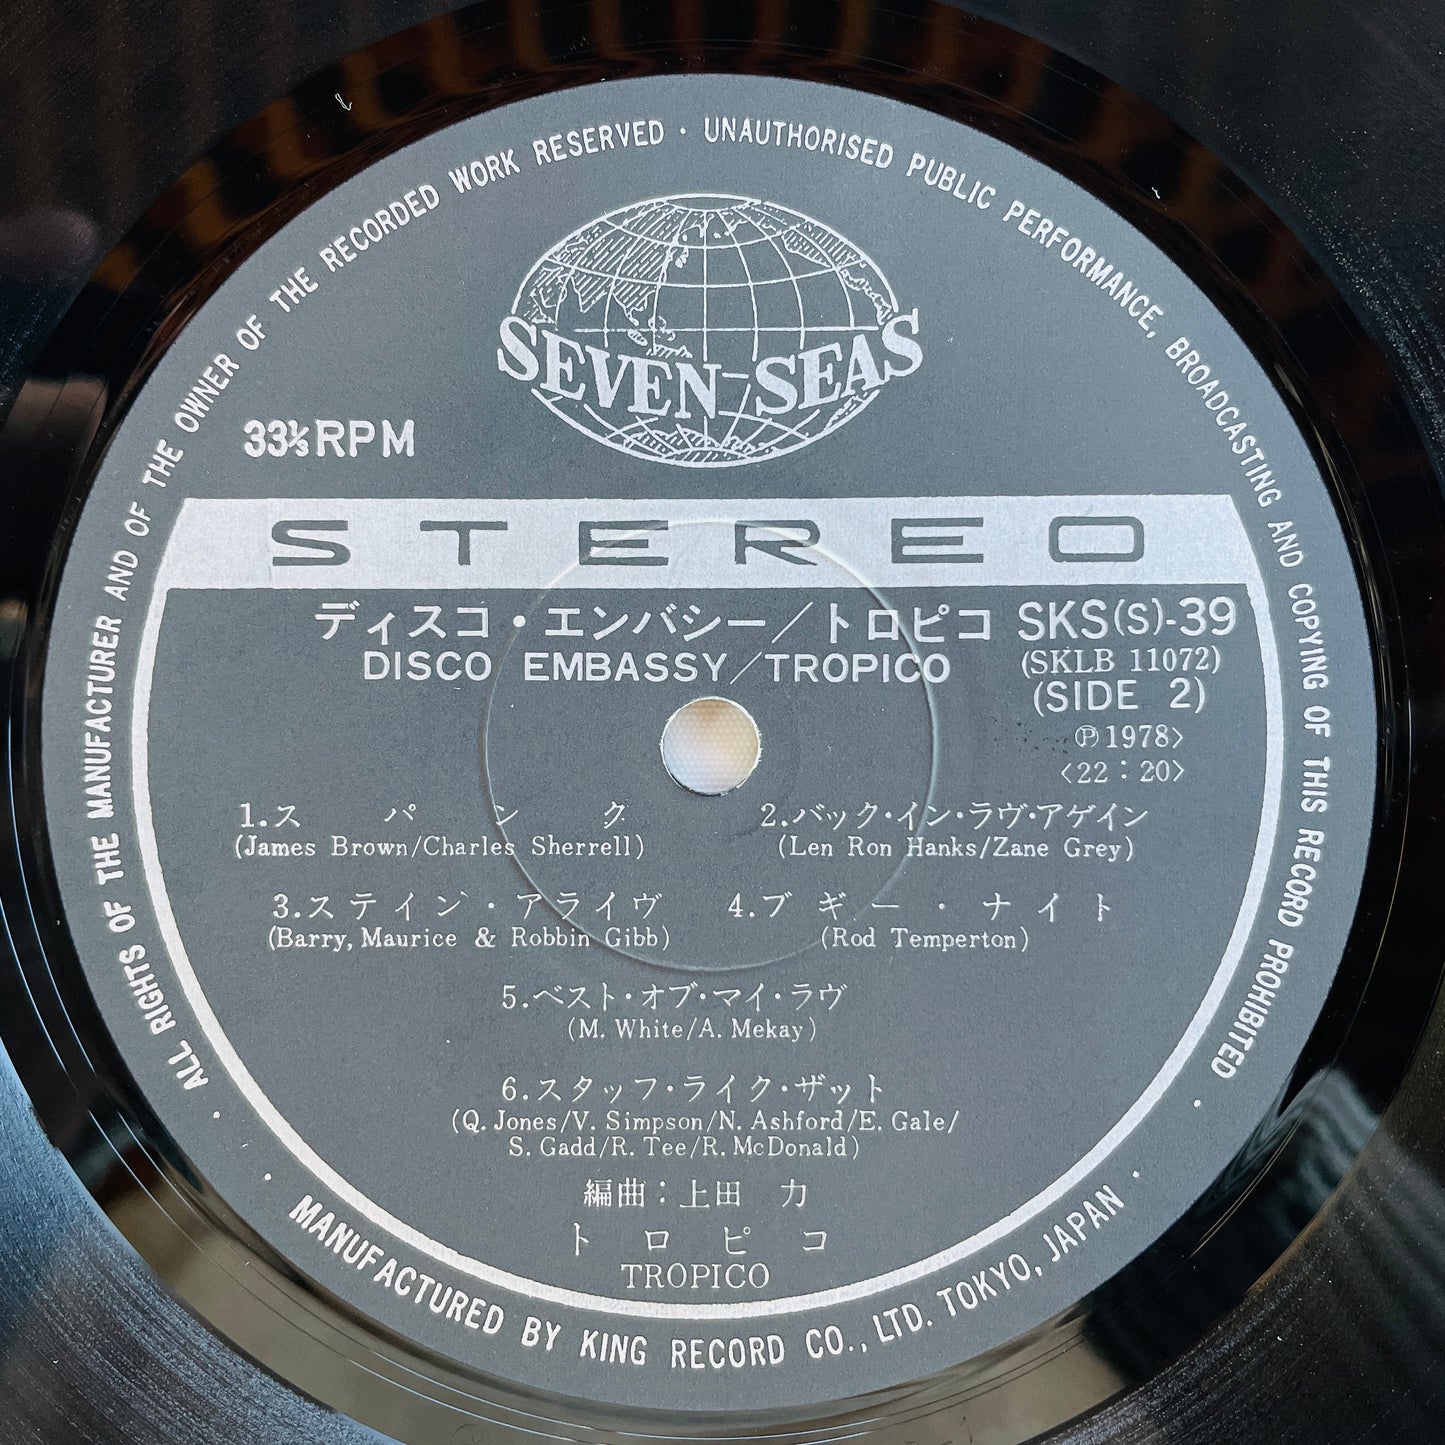 ALL RIGHTS OF THE MANUFACTURER AND OF THE OWNER OF THE RECORDED WORK RESERVED · UNAUTHORISED PUBLIC PERFORMANCE, BROADCASTING AND COPYING OF THIS RECORD PROHIBITED
SEVEN SEAS
33⅓RPM
STEREO
ディスコ・エンバシー/トロピコ SKS(S)-39
DISCO EMBASSY/TROPICO (SKLB 11072)
(SIDE 2)
Ⓟ1978>
<22:20>
1.スパング 2.バック・イン・ラヴ・アゲイン
(James Brown/Charles Sherrell) (Len Ron Hanks/Zane Grey)
3.ステイン・アライヴ 4.ブギー・ナイト
(Barry, Maurice & Robbin Gibb) (Rod Temperton)
5.ベスト・オブ・マイ・ラヴ
(M. White/A. Mekay)
6.スタッフ・ライク・ザット
(Q. Jones/V. Simpson/N. Ashford/E. Gale/
S. Gadd/R. Tee/R. McDonald)
編曲:上田 力
トロピコ
TROPICO
MANUFACTURED BY KING RECORD CO., LTD. TOKYO, JAPAN